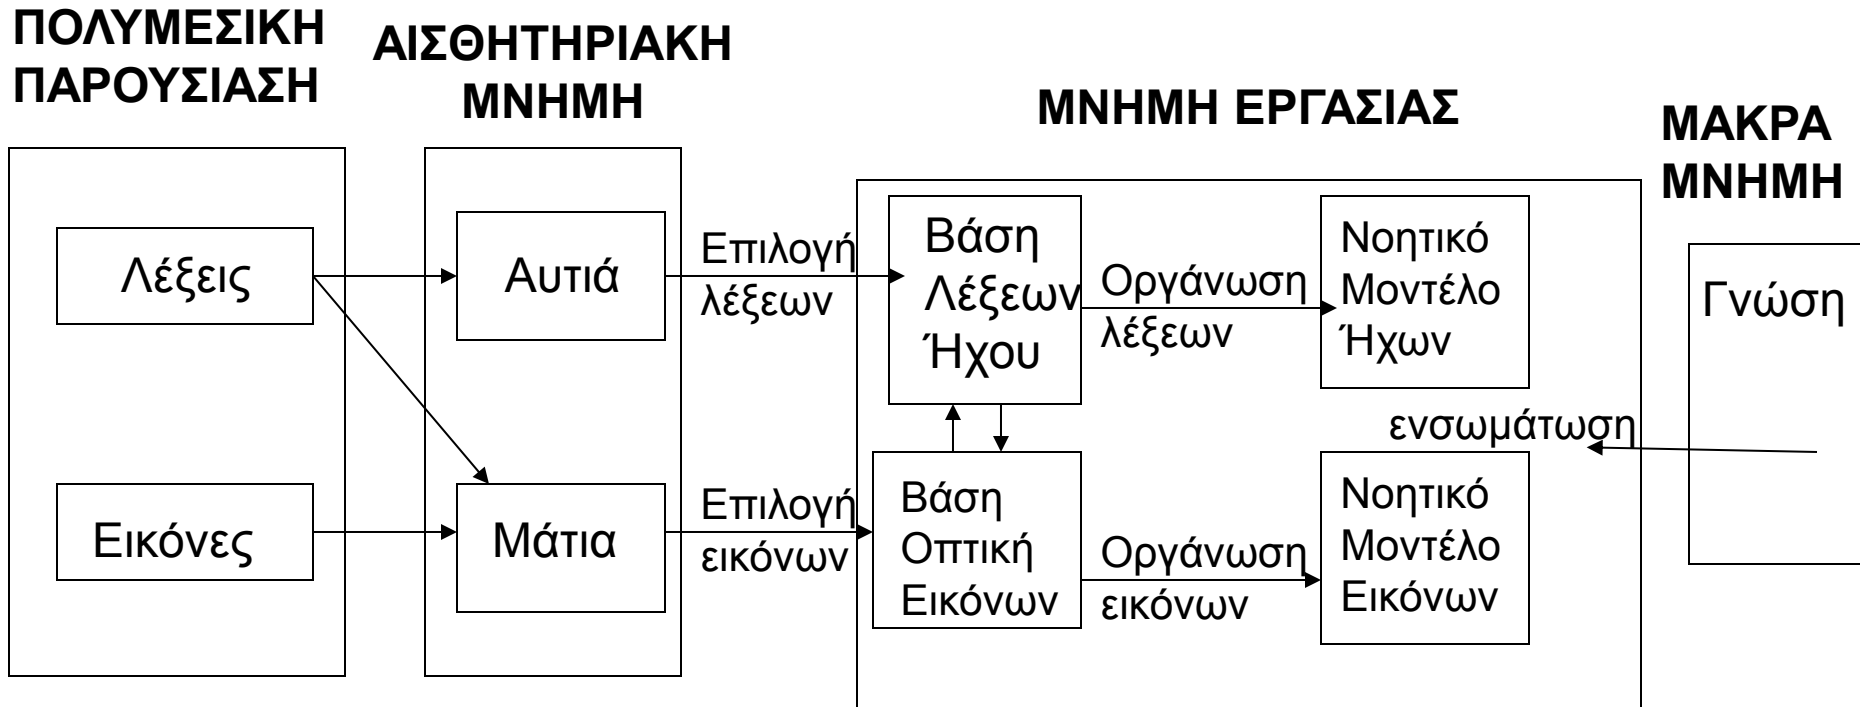 ΠΟΛΥΜΕΣΙΚΗ
ΠΑΡΟΥΣΙΑΣΗ
ΑΙΣΘΗΤΗΡΙΑΚΗ
ΜΝΗΜΗ
ΜΝΗΜΗ ΕΡΓΑΣΙΑΣ
ΜΑΚΡΑ
ΜΝΗΜΗ
Λέξεις
Αυτιά
Επιλογή
λέξεων
Βάση
Λέξεων
Ήχου
Οργάνωση
λέξεων
Νοητικό
Μοντέλο
Ήχων
Γνώση
ενσωμάτωση
Εικόνες
Μάτια
Επιλογή
εικόνων
Βάση
Οπτική
Εικόνων
Οργάνωση
εικόνων
Νοητικό
Μοντέλο
Εικόνων